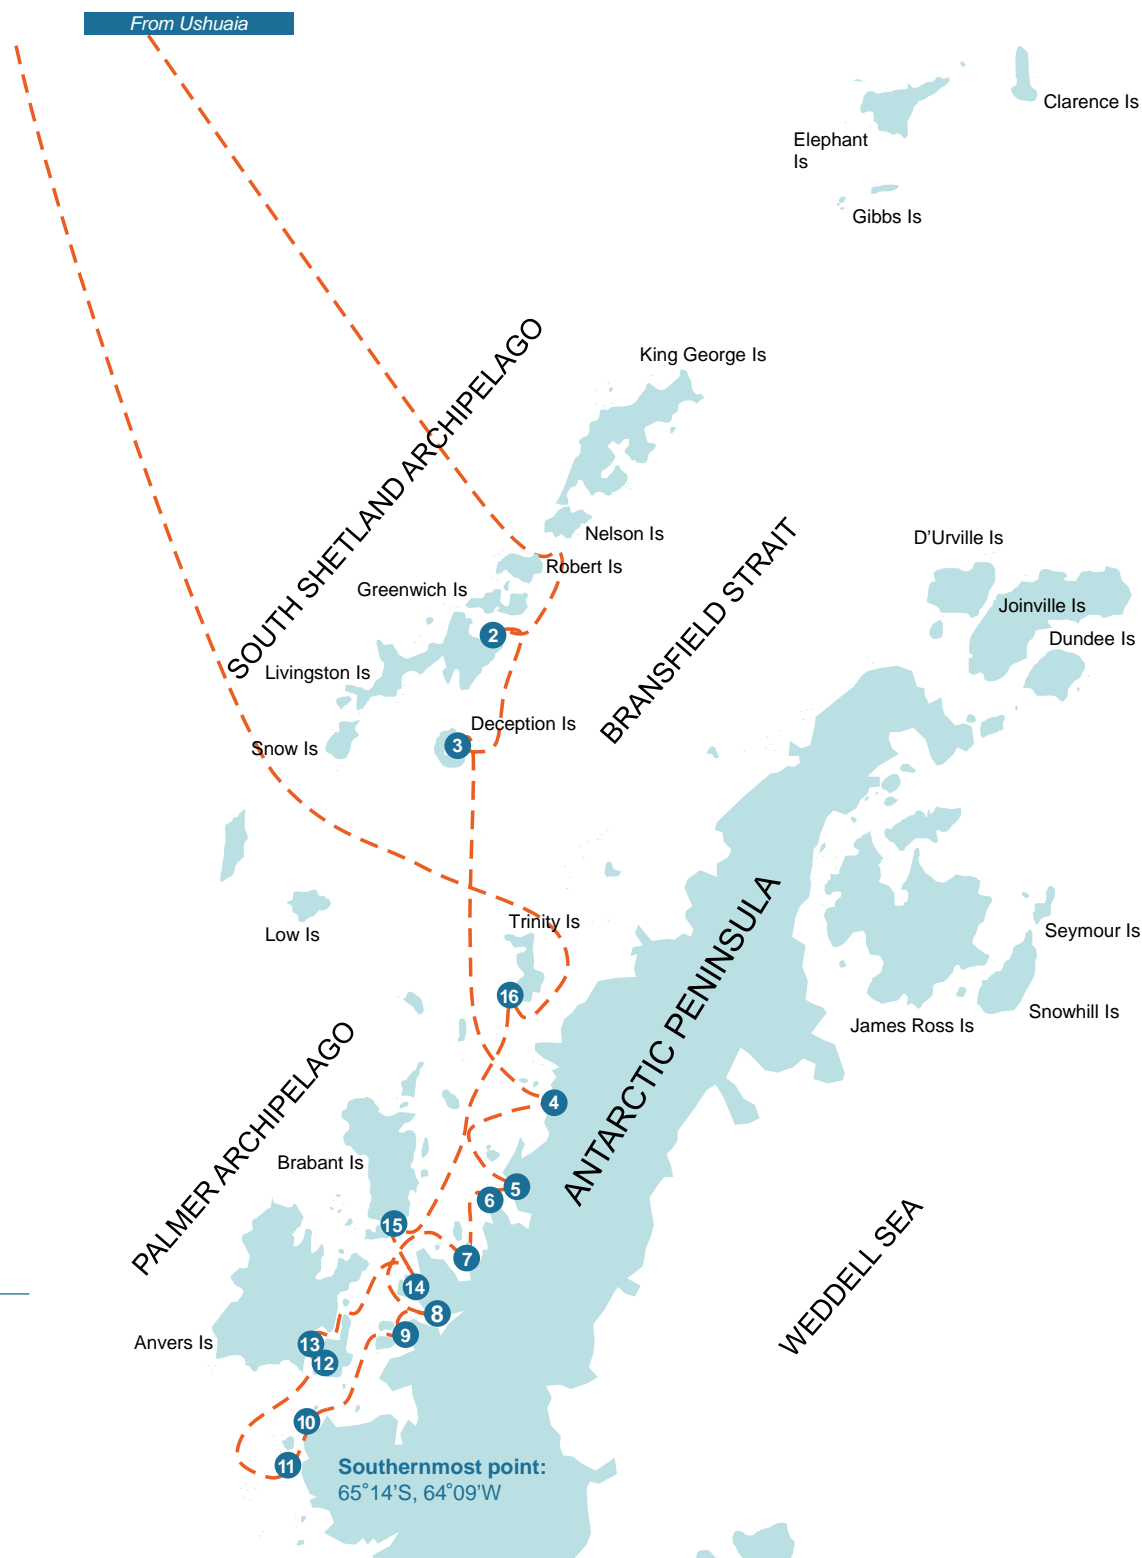 From Ushuaia
Clarence Is
Elephant
Is
Gibbs Is
SOUTH SHETLAND ARCHIPELAGO
King George Is
Nelson Is
Robert Is
Greenwich Is
BRANSFIELD STRAIT
D'Urville Is
Joinville Is
Dundee Is
2
Livingston Is
Deception Is
3
Snow Is
Trinity Is
Low Is
Seymour Is
16
Snowhill Is
James Ross Is
ANTARCTIC PENINSULA
PALMER ARCHIPELAGO
4
Brabant Is
5
6
15
7
WEDDELL SEA
14
8
9
Anvers Is
13
12
10
11
Southernmost point:
65°14'S, 64°09'W